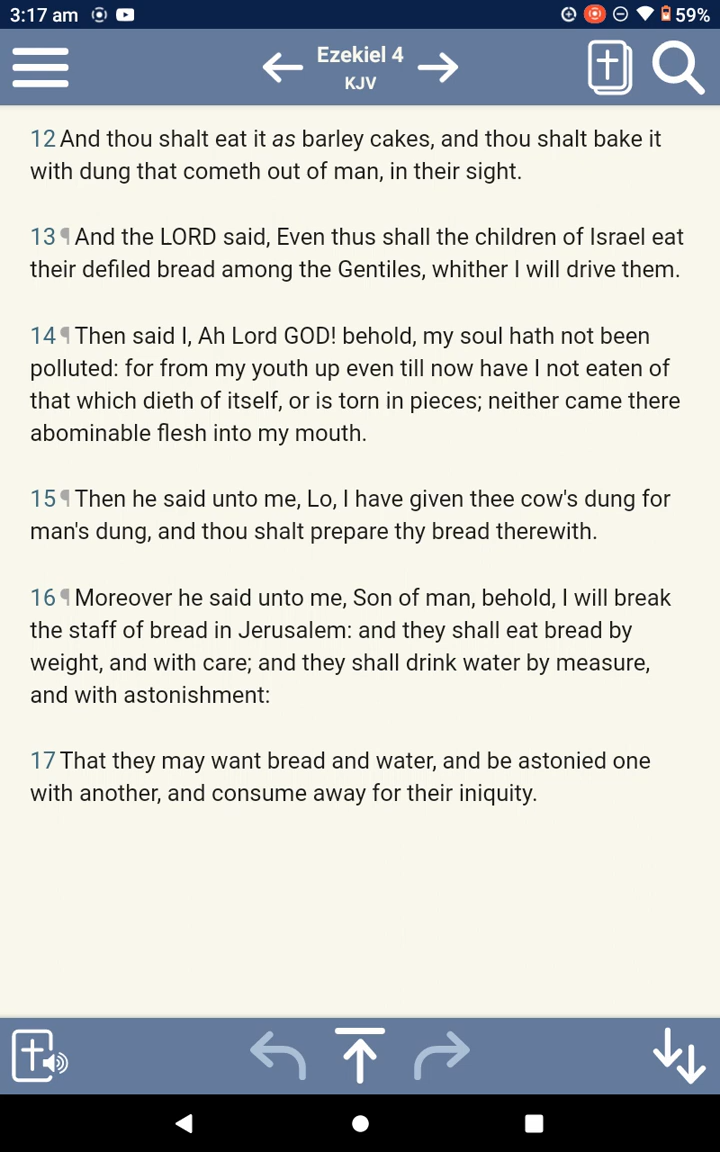 3:17 am 59%
Ezekiel 4
KJV
12 And thou shalt eat it as barley cakes, and thou shalt bake it
with dung that cometh out of man, in their sight.
13 ¶ And the LORD said, Even thus shall the children of Israel eat
their defiled bread among the Gentiles, whither I will drive them.
14 ¶ Then said I, Ah Lord GOD! behold, my soul hath not been
polluted: for from my youth up even till now have I not eaten of
that which dieth of itself, or is torn in pieces; neither came there
abominable flesh into my mouth.
15 ¶ Then he said unto me, Lo, I have given thee cow's dung for
man's dung, and thou shalt prepare thy bread therewith.
16 ¶ Moreover he said unto me, Son of man, behold, I will break
the staff of bread in Jerusalem: and they shall eat bread by
weight, and with care; and they shall drink water by measure,
and with astonishment:
17 That they may want bread and water, and be astonied one
with another, and consume away for their iniquity.